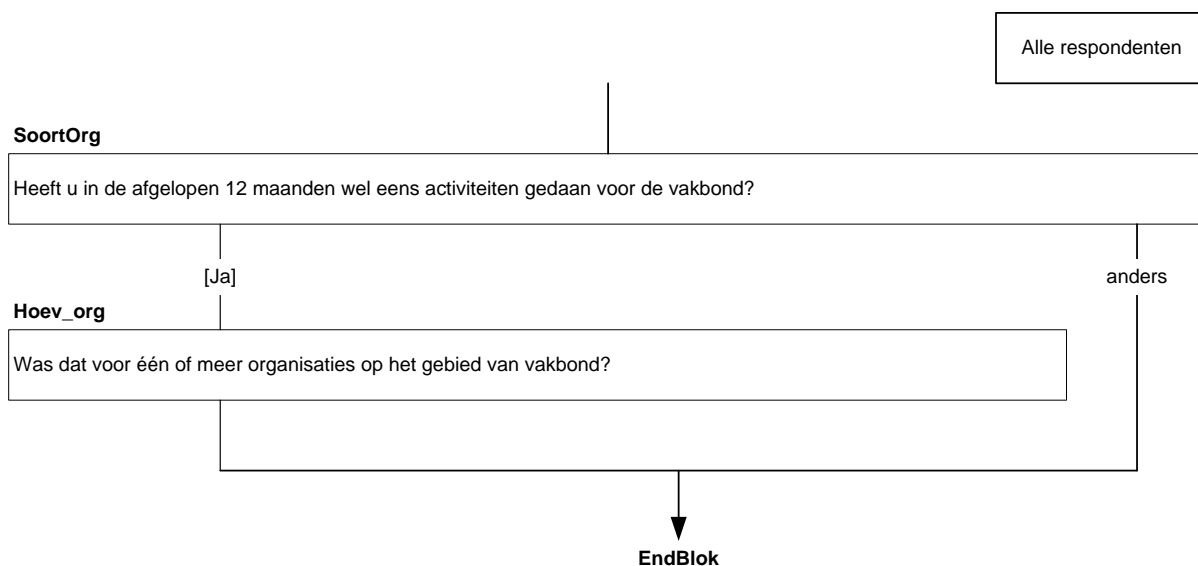 Alle respondenten
SoortOrg
Heeft u in de afgelopen 12 maanden wel eens activiteiten gedaan voor de vakbond?
[Ja]
anders
Hoev_org
Was dat voor één of meer organisaties op het gebied van vakbond?
EndBlok